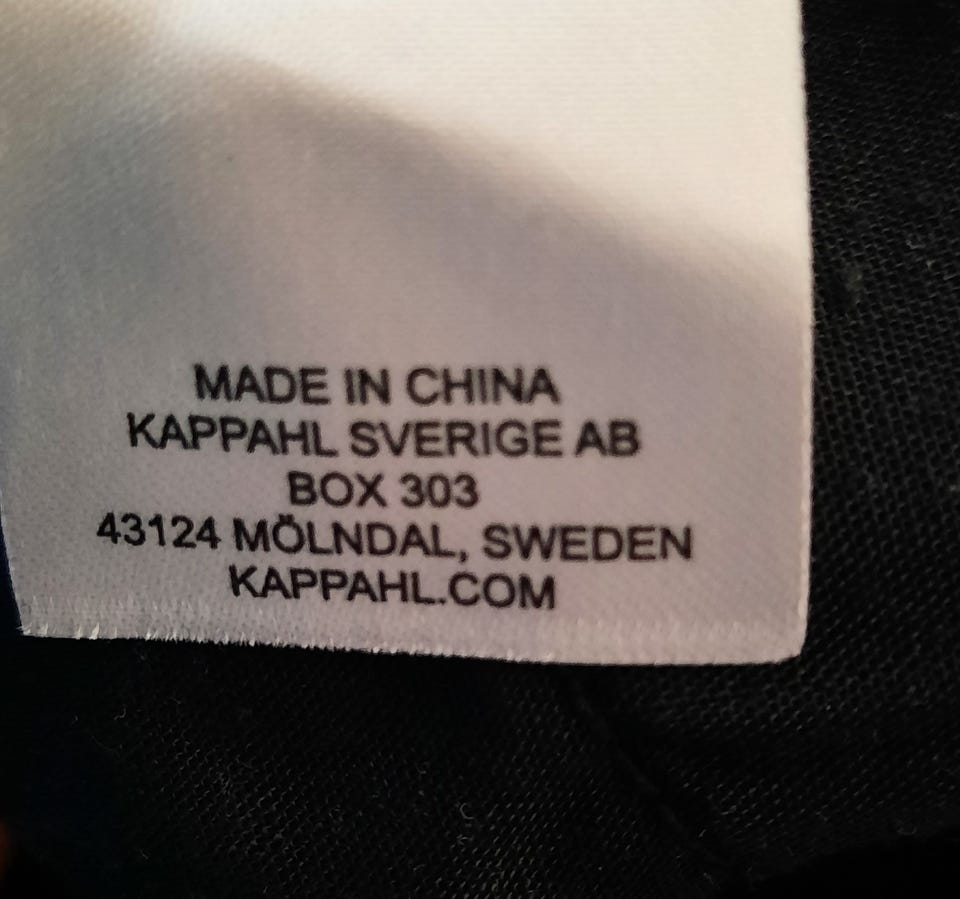 MADE IN CHINA
KAPPAHL SVERIGE AB
BOX 303
43124 MÖLNDAL, SWEDEN
KAPPAHL.COM